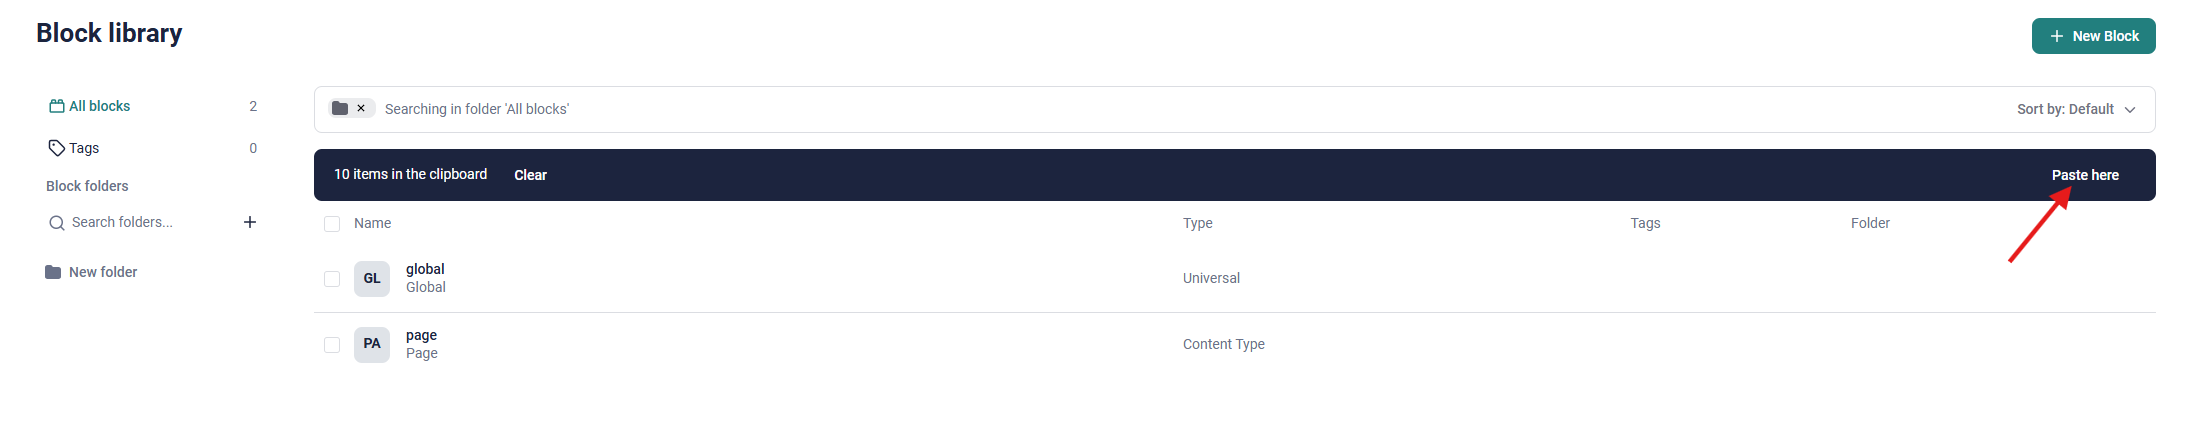 Block library
New Block
All blocks 2
Tags 0
Block folders
Search folders...
New folder
Searching in folder 'All blocks'
Sort by: Default
10 items in the clipboard Clear Paste here
Name Type Tags Folder
GL global Universal
Global
PA page Content Type
Page